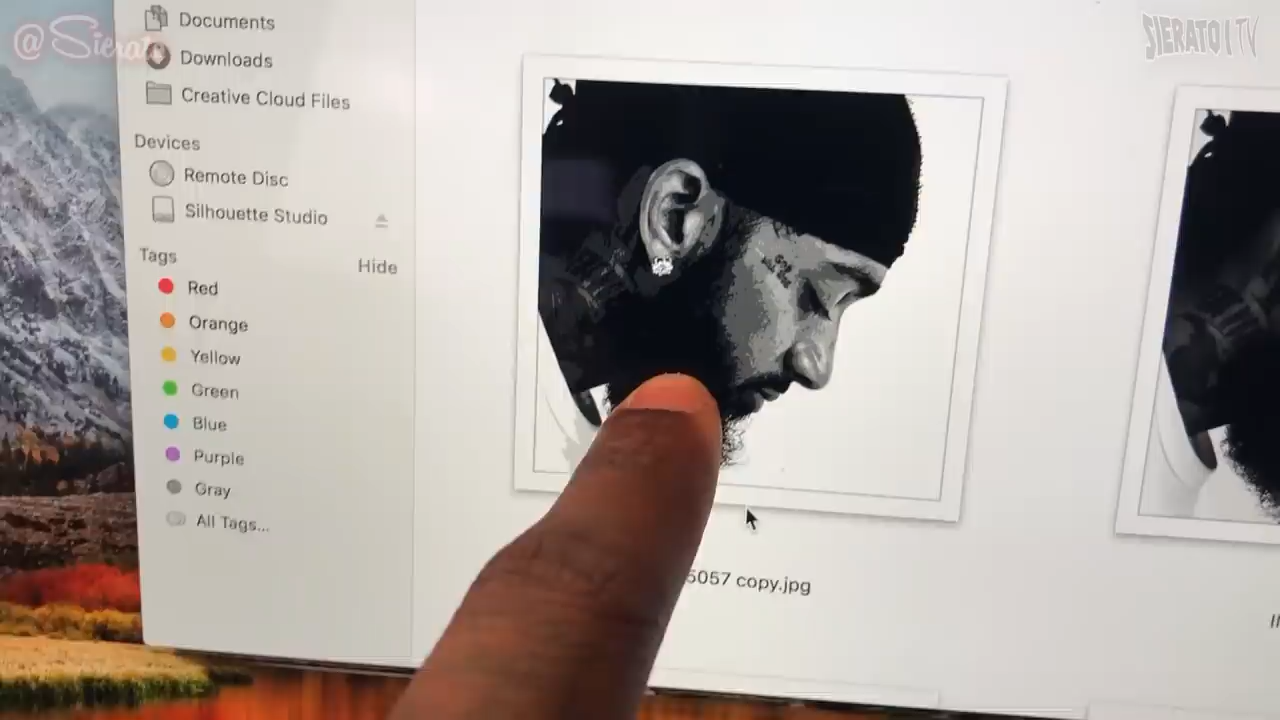 @Sierato
SIERATO | TV
Documents
Downloads
Creative Cloud Files
Devices
Remote Disc
Silhouette Studio
Tags
Hide
Red
Orange
Yellow
Green
Blue
Purple
Gray
All Tags...
5057 copy.jpg